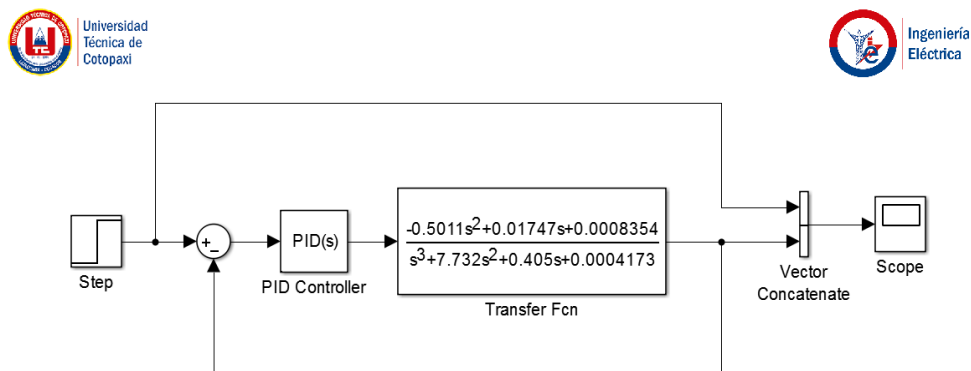 Universidad
Técnica de
Cotopaxi
Ingeniería
Eléctrica
Step
+
−
PID(s)
PID Controller
-0.5011s²+0.01747s+0.0008354
s³+7.732s²+0.405s+0.0004173
Transfer Fcn
Vector
Concatenate
Scope